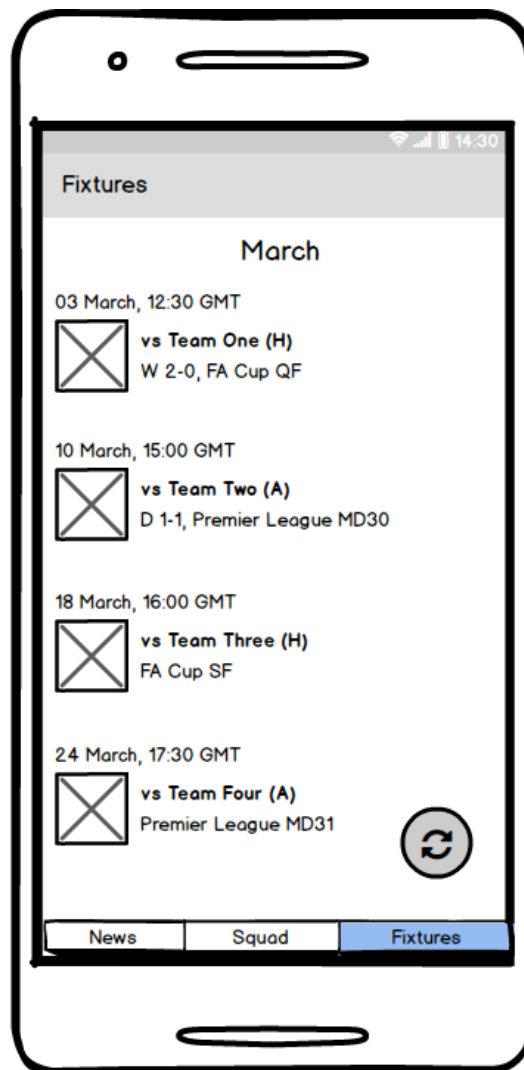 14:30
Fixtures
March
03 March, 12:30 GMT
vs Team One (H)
W 2-0, FA Cup QF
10 March, 15:00 GMT
vs Team Two (A)
D 1-1, Premier League MD30
18 March, 16:00 GMT
vs Team Three (H)
FA Cup SF
24 March, 17:30 GMT
vs Team Four (A)
Premier League MD31
News Squad Fixtures